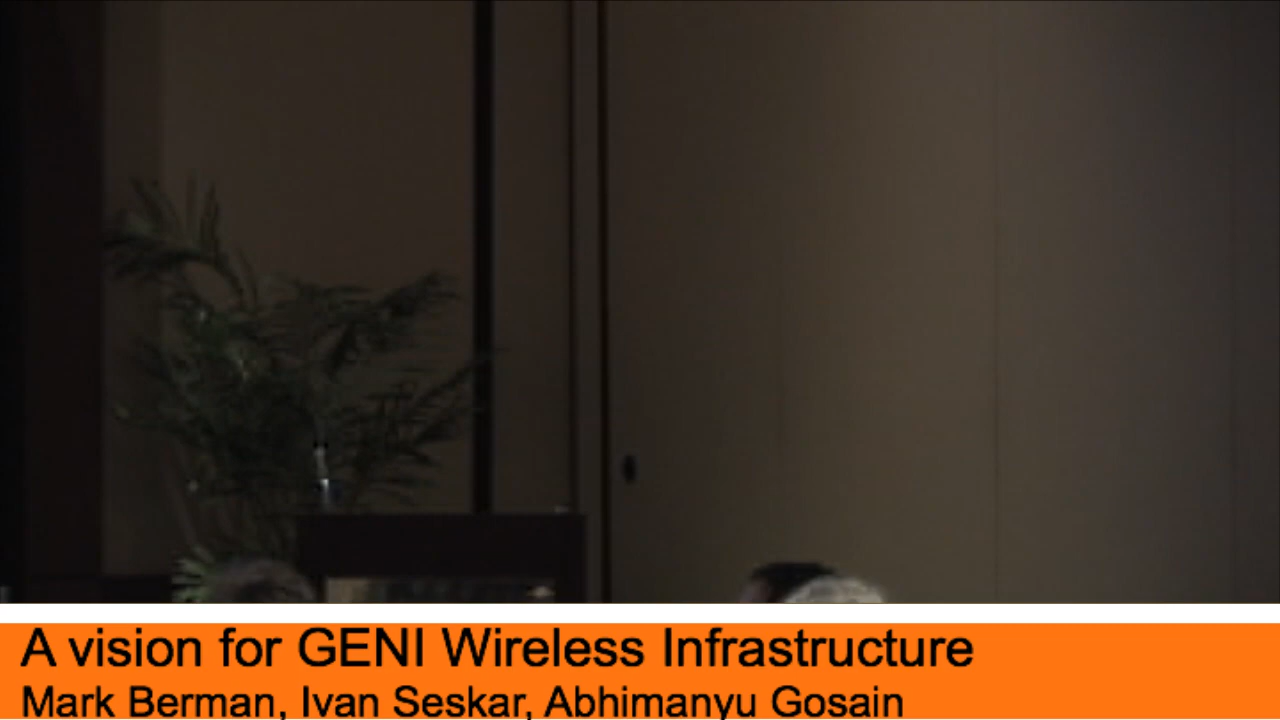 A vision for GENI Wireless Infrastructure
Mark Berman, Ivan Seskar, Abhimanyu Gosain